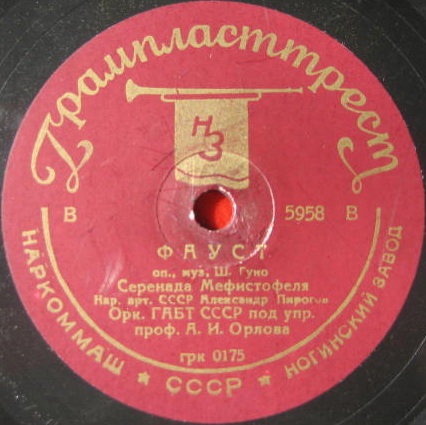 Грампласттрест
НЗ
В 5958 В
ФАУСТ
оп., муз. Ш. Гуно
Серенада Мефистофеля
Нар. арт. СССР Александр Пирогов
Орк. ГАБТ СССР под упр.
проф. А. И. Орлова
грк 0175
НАРКОММАШ ★ СССР ★ НОГИНСКИЙ ЗАВОД